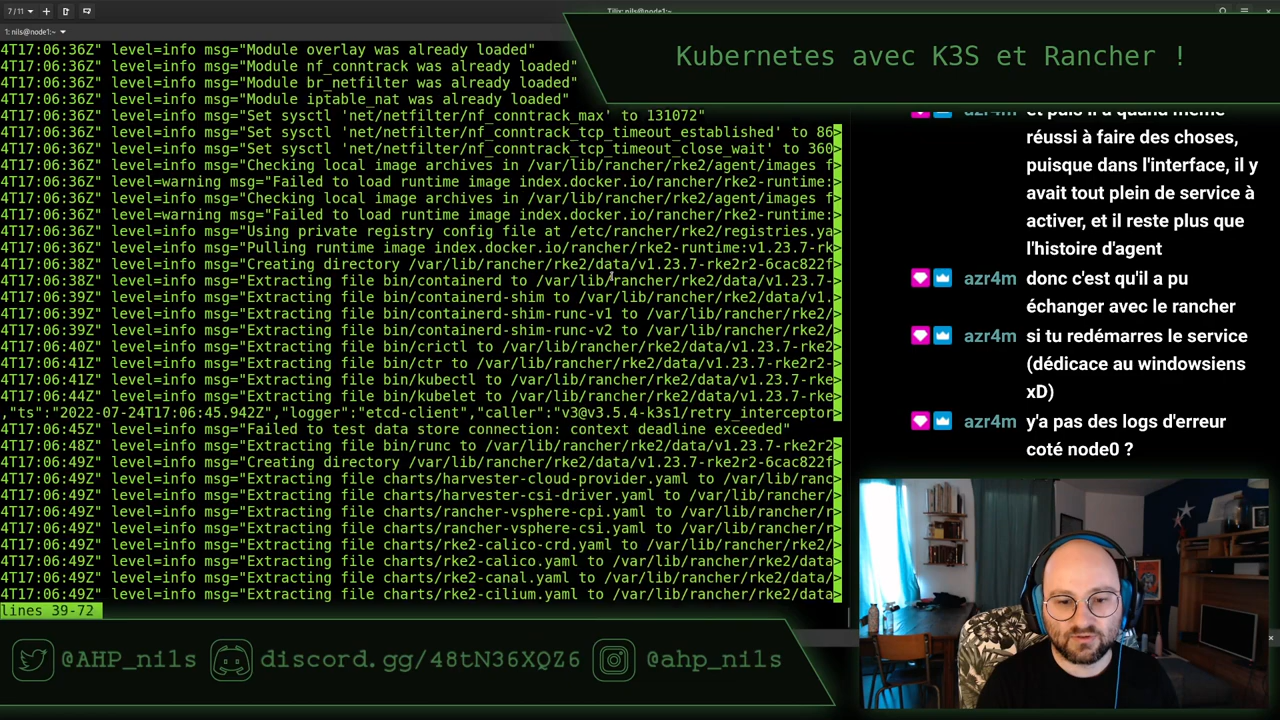 7 / 11
Tilix: nils@node1:~
1: nils@node1:~
4T17:06:36Z" level=info msg="Module overlay was already loaded"
4T17:06:36Z" level=info msg="Module nf_conntrack was already loaded"
4T17:06:36Z" level=info msg="Module br_netfilter was already loaded"
4T17:06:36Z" level=info msg="Module iptable_nat was already loaded"
4T17:06:36Z" level=info msg="Set sysctl 'net/netfilter/nf_conntrack_max' to 131072"
4T17:06:36Z" level=info msg="Set sysctl 'net/netfilter/nf_conntrack_tcp_timeout_established' to 86>
4T17:06:36Z" level=info msg="Set sysctl 'net/netfilter/nf_conntrack_tcp_timeout_close_wait' to 360>
4T17:06:36Z" level=info msg="Checking local image archives in /var/lib/rancher/rke2/agent/images f>
4T17:06:36Z" level=warning msg="Failed to load runtime image index.docker.io/rancher/rke2-runtime:>
4T17:06:36Z" level=info msg="Checking local image archives in /var/lib/rancher/rke2/agent/images f>
4T17:06:36Z" level=warning msg="Failed to load runtime image index.docker.io/rancher/rke2-runtime:>
4T17:06:36Z" level=info msg="Using private registry config file at /etc/rancher/rke2/registries.ya>
4T17:06:36Z" level=info msg="Pulling runtime image index.docker.io/rancher/rke2-runtime:v1.23.7-rk>
4T17:06:38Z" level=info msg="Creating directory /var/lib/rancher/rke2/data/v1.23.7-rke2r2-6cac822f>
4T17:06:38Z" level=info msg="Extracting file bin/containerd to /var/lib/rancher/rke2/data/v1.23.7->
4T17:06:39Z" level=info msg="Extracting file bin/containerd-shim to /var/lib/rancher/rke2/data/v1.>
4T17:06:39Z" level=info msg="Extracting file bin/containerd-shim-runc-v1 to /var/lib/rancher/rke2/>
4T17:06:39Z" level=info msg="Extracting file bin/containerd-shim-runc-v2 to /var/lib/rancher/rke2/>
4T17:06:40Z" level=info msg="Extracting file bin/crictl to /var/lib/rancher/rke2/data/v1.23.7-rke2>
4T17:06:41Z" level=info msg="Extracting file bin/ctr to /var/lib/rancher/rke2/data/v1.23.7-rke2r2->
4T17:06:41Z" level=info msg="Extracting file bin/kubectl to /var/lib/rancher/rke2/data/v1.23.7-rke>
4T17:06:44Z" level=info msg="Extracting file bin/kubelet to /var/lib/rancher/rke2/data/v1.23.7-rke>
,"ts":"2022-07-24T17:06:45.942Z","logger":"etcd-client","caller":"v3@v3.5.4-k3s1/retry_interceptor>
4T17:06:45Z" level=info msg="Failed to test data store connection: context deadline exceeded"
4T17:06:48Z" level=info msg="Extracting file bin/runc to /var/lib/rancher/rke2/data/v1.23.7-rke2r2>
4T17:06:49Z" level=info msg="Creating directory /var/lib/rancher/rke2/data/v1.23.7-rke2r2-6cac822f>
4T17:06:49Z" level=info msg="Extracting file charts/harvester-cloud-provider.yaml to /var/lib/ranc>
4T17:06:49Z" level=info msg="Extracting file charts/harvester-csi-driver.yaml to /var/lib/rancher/>
4T17:06:49Z" level=info msg="Extracting file charts/rancher-vsphere-cpi.yaml to /var/lib/rancher/r>
4T17:06:49Z" level=info msg="Extracting file charts/rancher-vsphere-csi.yaml to /var/lib/rancher/r>
4T17:06:49Z" level=info msg="Extracting file charts/rke2-calico-crd.yaml to /var/lib/rancher/rke2/>
4T17:06:49Z" level=info msg="Extracting file charts/rke2-calico.yaml to /var/lib/rancher/rke2/data>
4T17:06:49Z" level=info msg="Extracting file charts/rke2-canal.yaml to /var/lib/rancher/rke2/data/>
4T17:06:49Z" level=info msg="Extracting file charts/rke2-cilium.yaml to /var/lib/rancher/rke2/data>
lines 39-72
Kubernetes avec K3S et Rancher !
azr4m et puis il a quand même
réussi à faire des choses,
puisque dans l'interface, il y
avait tout plein de service à
activer, et il reste plus que
l'histoire d'agent
azr4m donc c'est qu'il a pu
échanger avec le rancher
azr4m si tu redémarres le service
(dédicace au windowsiens
xD)
azr4m y'a pas des logs d'erreur
coté node0 ?
@AHP_nils discord.gg/48tN36XQZ6 @ahp_nils